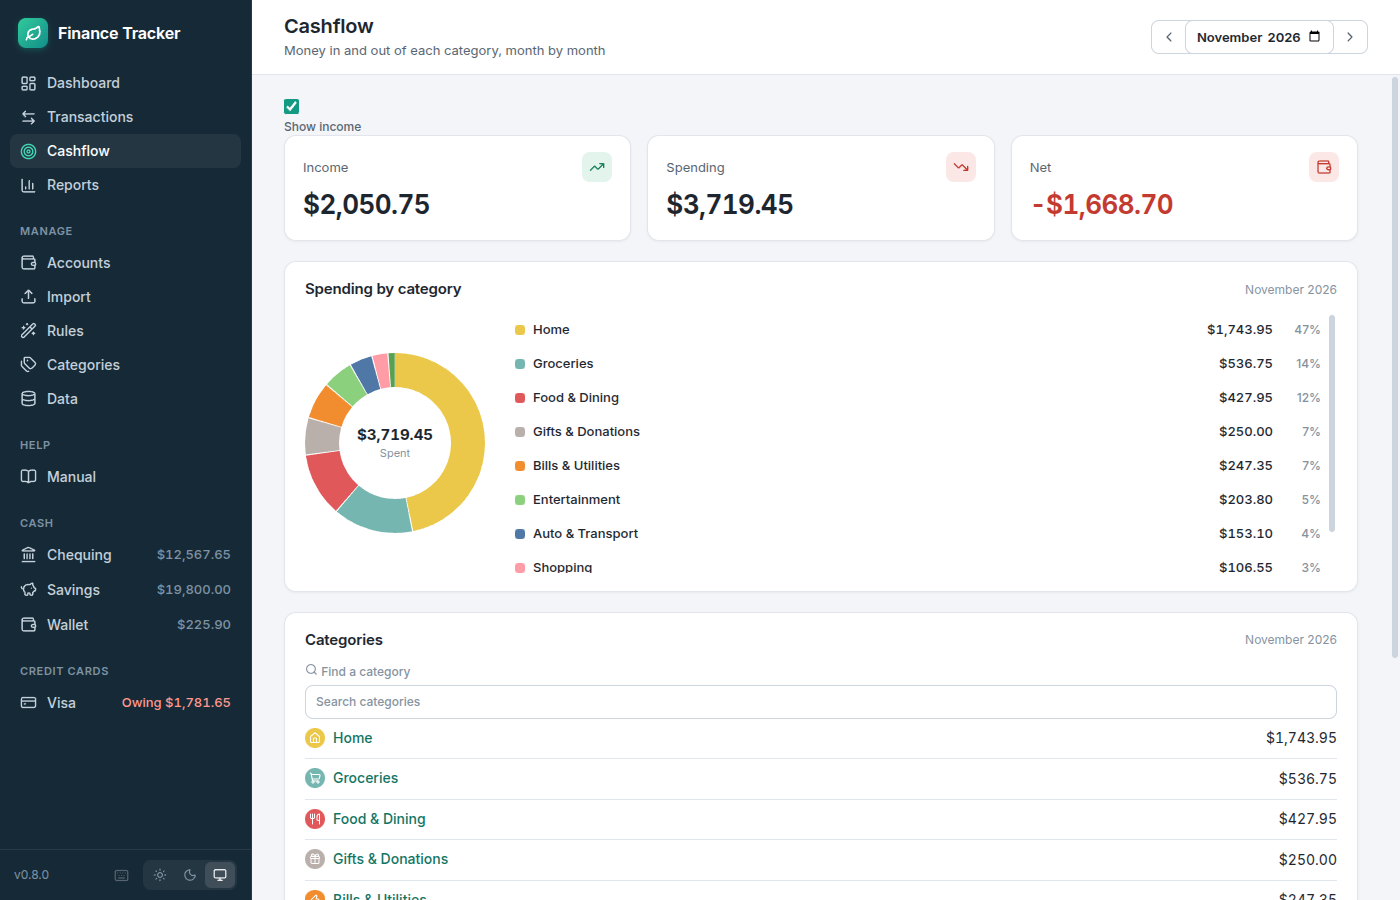 Finance Tracker
Dashboard
Transactions
Cashflow
Reports
MANAGE
Accounts
Import
Rules
Categories
Data
HELP
Manual
CASH
Chequing $12,567.65
Savings $19,800.00
Wallet $225.90
CREDIT CARDS
Visa Owing $1,781.65
v0.8.0
Cashflow
Money in and out of each category, month by month
November 2026
Show income
Income
$2,050.75
Spending
$3,719.45
Net
-$1,668.70
Spending by category November 2026
$3,719.45
Spent
Home $1,743.95 47%
Groceries $536.75 14%
Food & Dining $427.95 12%
Gifts & Donations $250.00 7%
Bills & Utilities $247.35 7%
Entertainment $203.80 5%
Auto & Transport $153.10 4%
Shopping $106.55 3%
Categories November 2026
Find a category
Search categories
Home $1,743.95
Groceries $536.75
Food & Dining $427.95
Gifts & Donations $250.00
Bills & Utilities $247.35